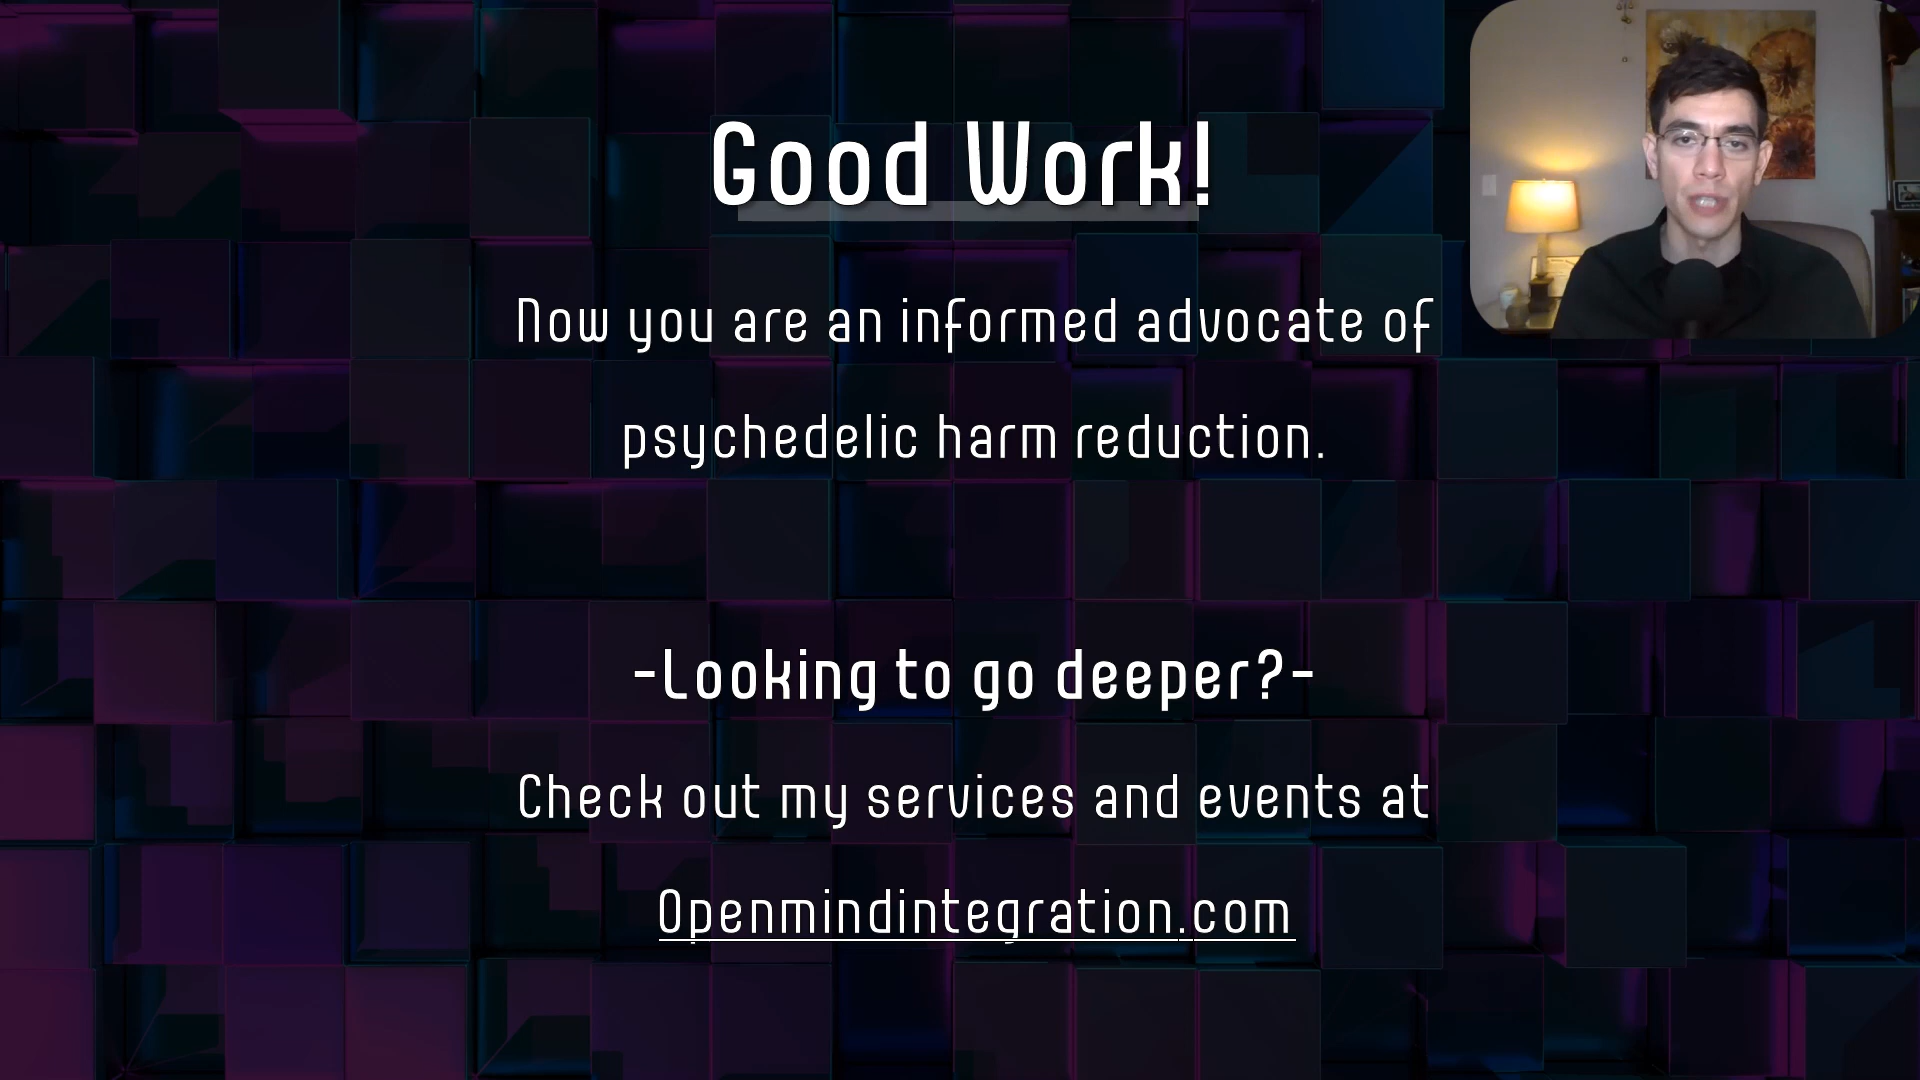 Good Work!
Now you are an informed advocate of
psychedelic harm reduction.
-Looking to go deeper?-
Check out my services and events at
Openmindintegration.com